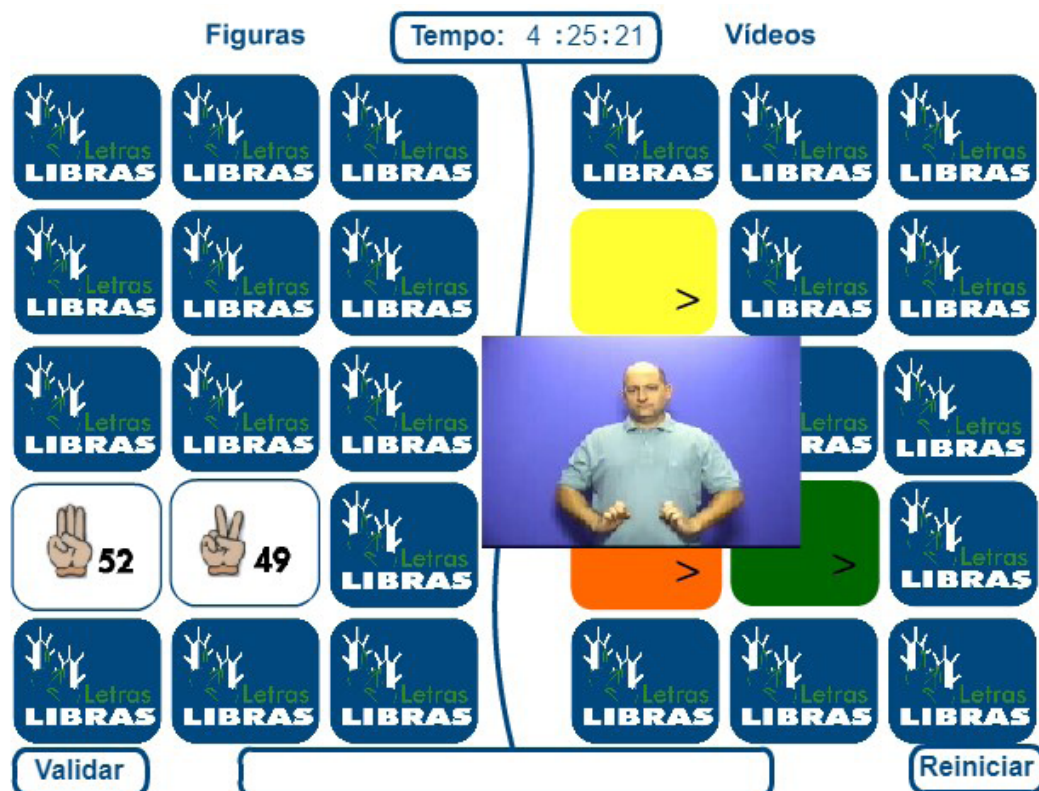 Figuras
Tempo: 4 :25:21
Vídeos
Letras Letras Letras Letras Letras Letras
LIBRAS LIBRAS LIBRAS LIBRAS LIBRAS LIBRAS
Letras Letras Letras Letras Letras
LIBRAS LIBRAS LIBRAS > LIBRAS LIBRAS
Letras Letras Letras Letras Letras
LIBRAS LIBRAS LIBRAS BRAS LIBRAS
Letras Letras
52 49 LIBRAS > > LIBRAS
Letras Letras Letras Letras Letras Letras
LIBRAS LIBRAS LIBRAS LIBRAS LIBRAS LIBRAS
Validar
Reiniciar